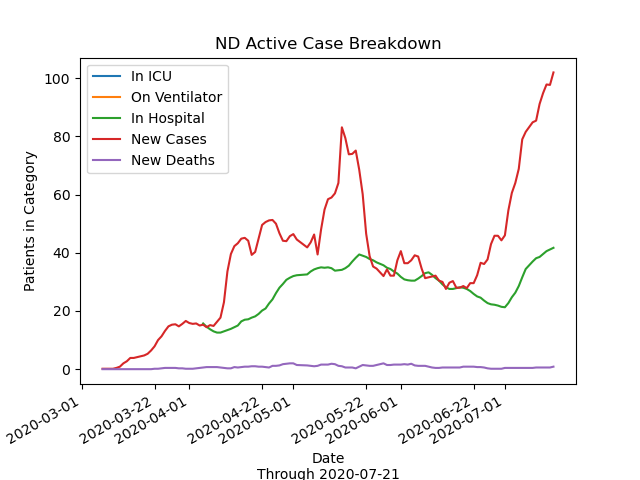 ND Active Case Breakdown
In ICU
On Ventilator
In Hospital
New Cases
New Deaths
Patients in Category
100
80
60
40
20
0
2020-03-01
2020-03-22
2020-04-01
2020-04-22
2020-05-01
2020-05-22
2020-06-01
2020-06-22
2020-07-01
Date
Through 2020-07-21